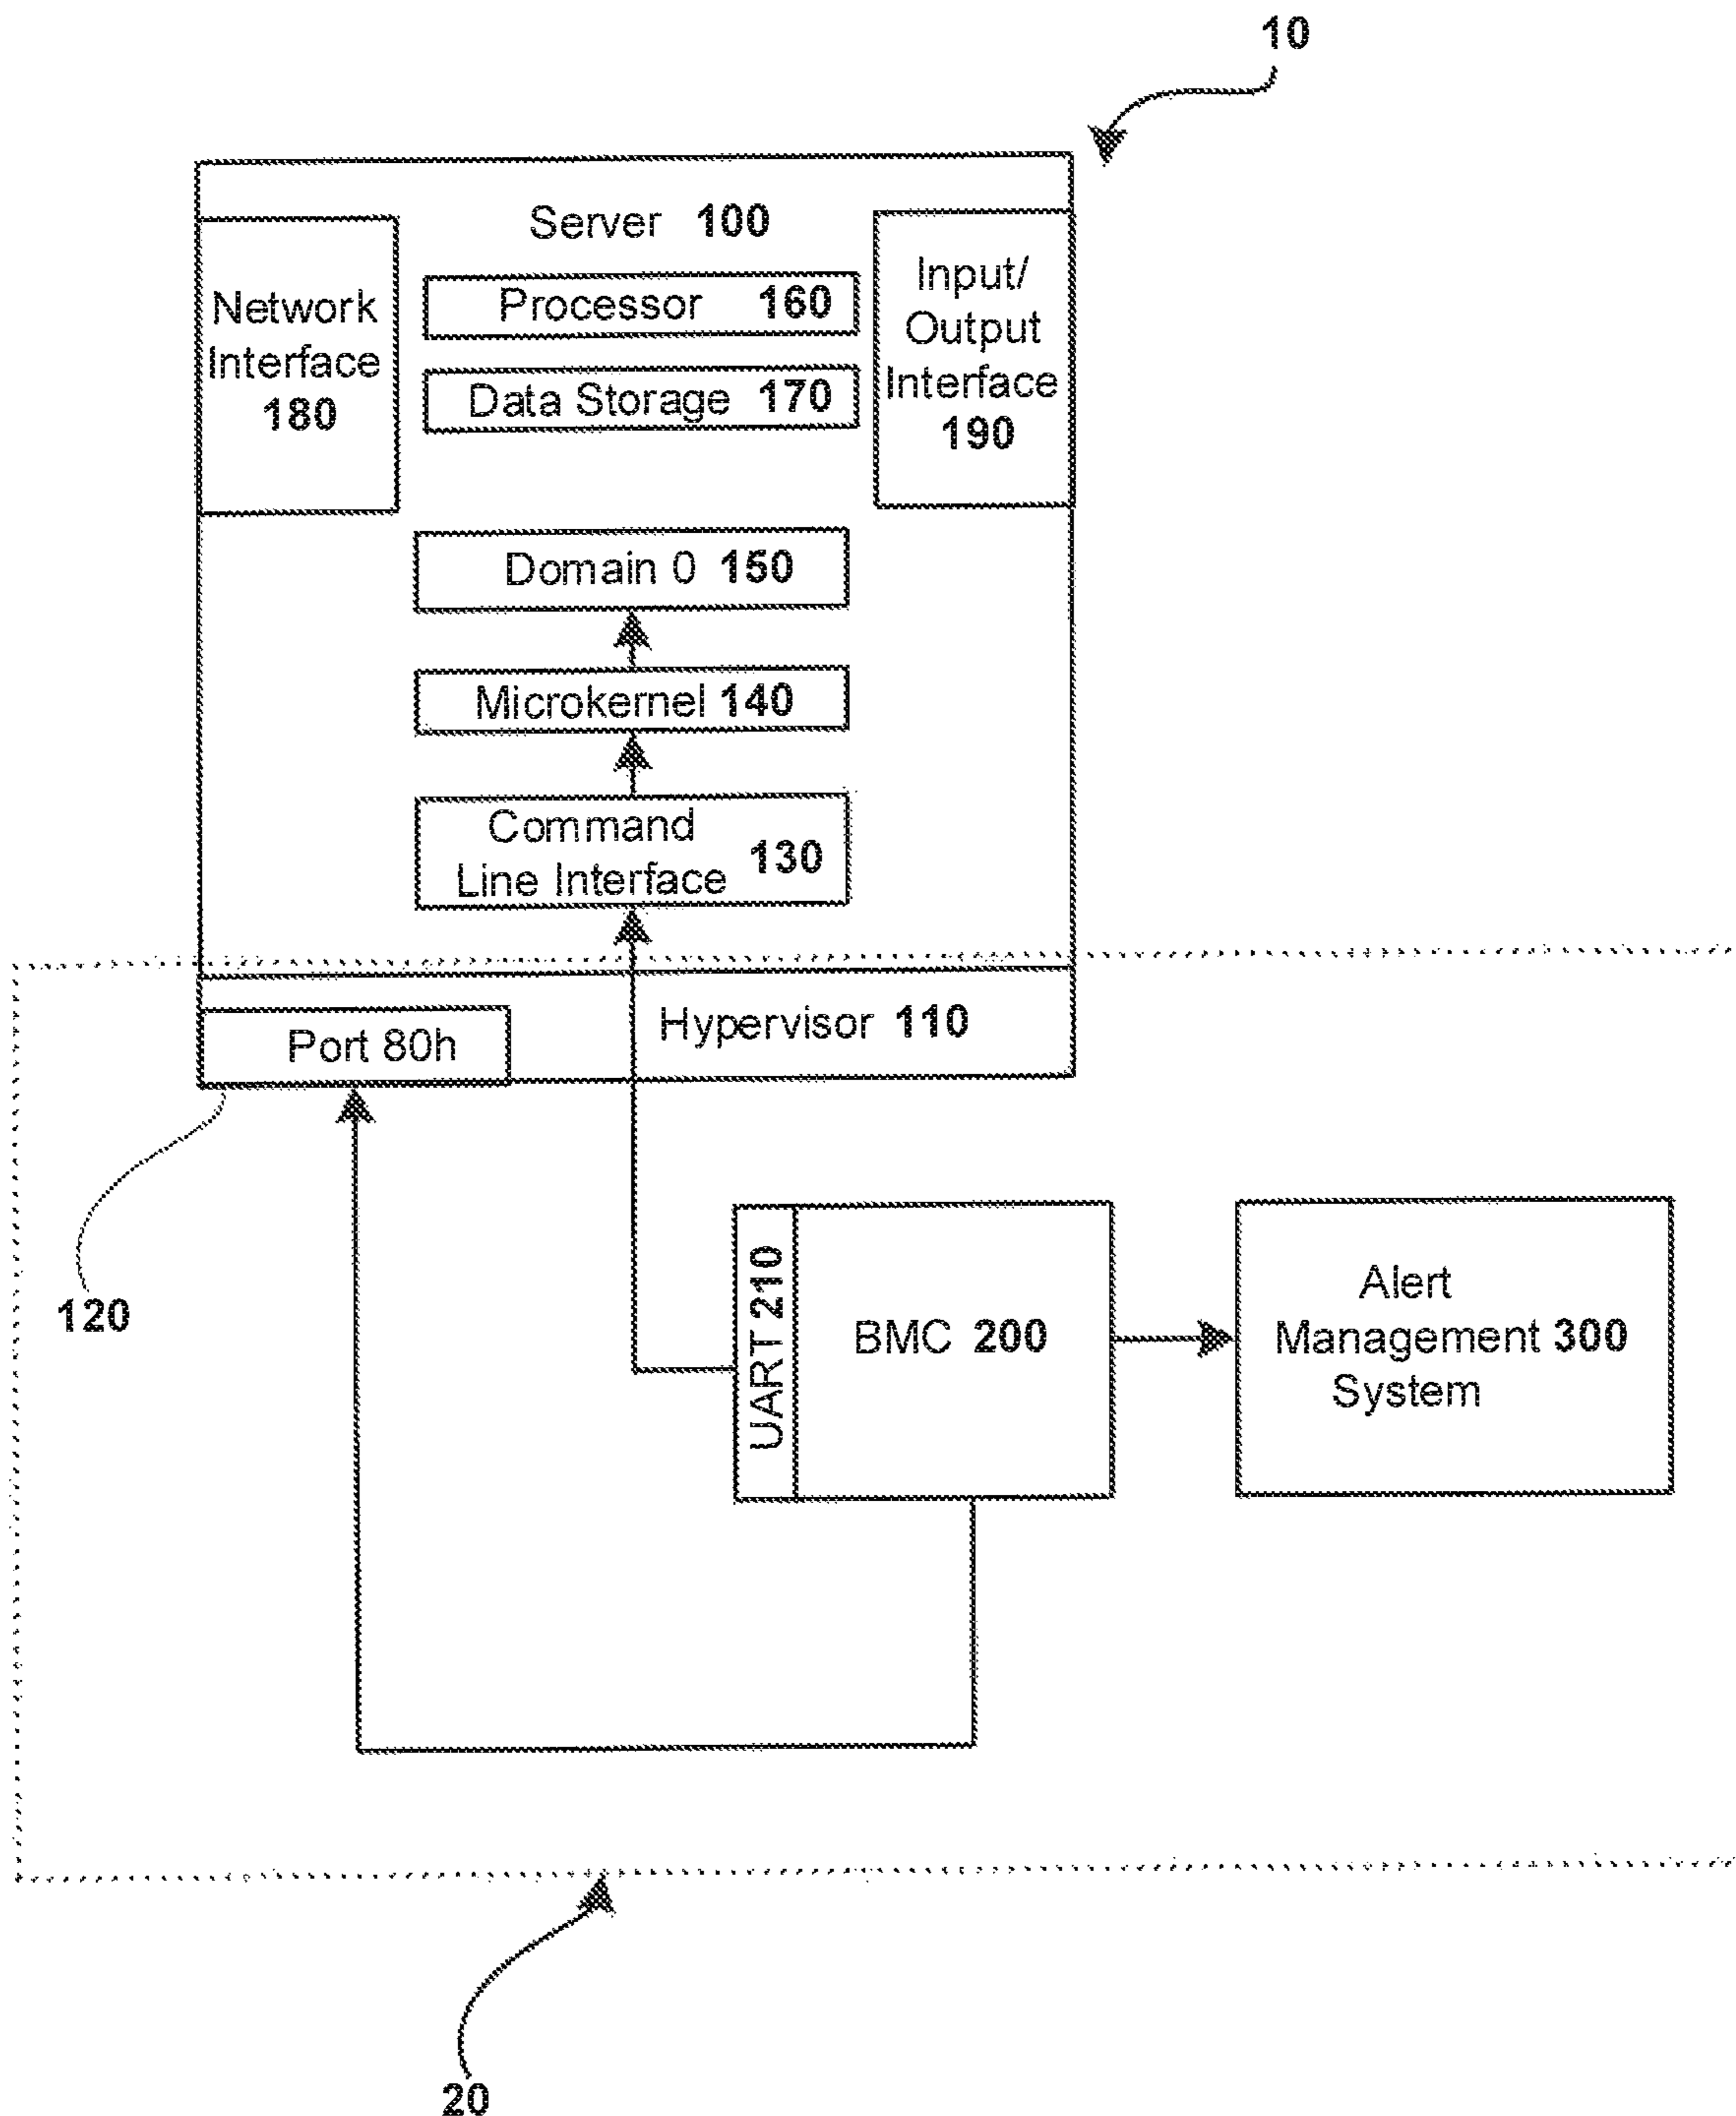 10
Server 100
Network
Interface
180
Processor 160
Data Storage 170
Input/
Output
Interface
190
Domain 0 150
Microkernel 140
Command
Line Interface 130
Hypervisor 110
Port 80h
120
UART 210
BMC 200
Alert
Management 300
System
20